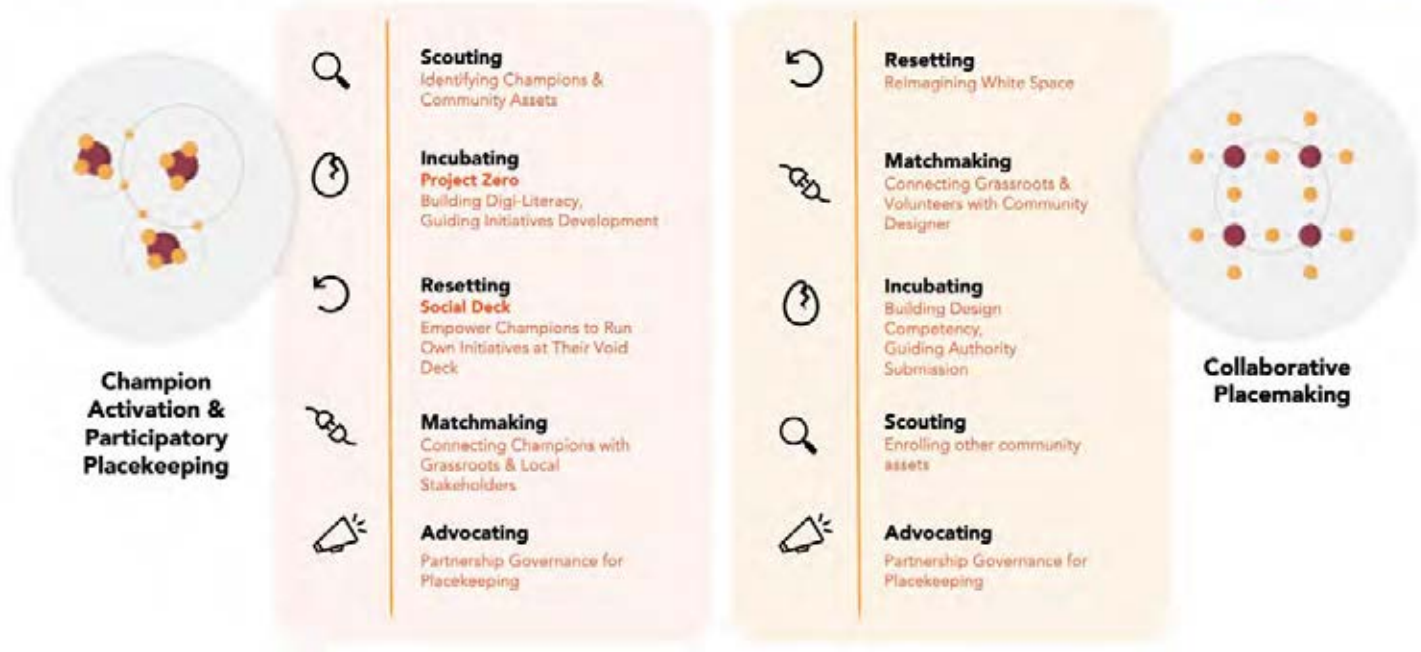 Champion
Activation &
Participatory
Placekeeping
Scouting
Identifying Champions &
Community Assets
Incubating
Project Zero
Building Digi-Literacy,
Guiding Initiatives Development
Resetting
Social Deck
Empower Champions to Run
Own Initiatives at Their Void
Deck
Matchmaking
Connecting Champions with
Grassroots & Local
Stakeholders
Advocating
Partnership Governance for
Placekeeping
Resetting
Reimagining White Space
Matchmaking
Connecting Grassroots &
Volunteers with Community
Designer
Incubating
Building Design
Competency,
Guiding Authority
Submission
Scouting
Enrolling other community
assets
Advocating
Partnership Governance for
Placekeeping
Collaborative
Placemaking